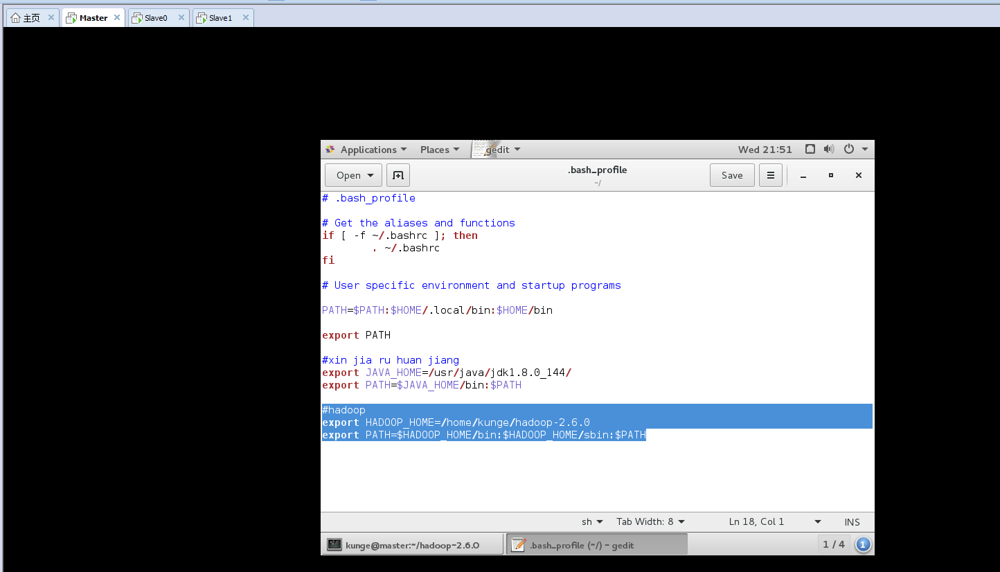 主页 Master Slave0 Slave1
Applications Places gedit Wed 21:51
Open .bash_profile Save
~/
# .bash_profile
# Get the aliases and functions
if [ -f ~/.bashrc ]; then
. ~/.bashrc
fi
# User specific environment and startup programs
PATH=$PATH:$HOME/.local/bin:$HOME/bin
export PATH
#xin jia ru huan jiang
export JAVA_HOME=/usr/java/jdk1.8.0_144/
export PATH=$JAVA_HOME/bin:$PATH
#hadoop
export HADOOP_HOME=/home/kunge/hadoop-2.6.0
export PATH=$HADOOP_HOME/bin:$HADOOP_HOME/sbin:$PATH
sh Tab Width: 8 Ln 18, Col 1 INS
kunge@master:~/hadoop-2.6.0 .bash_profile (~/) - gedit 1 / 4 1